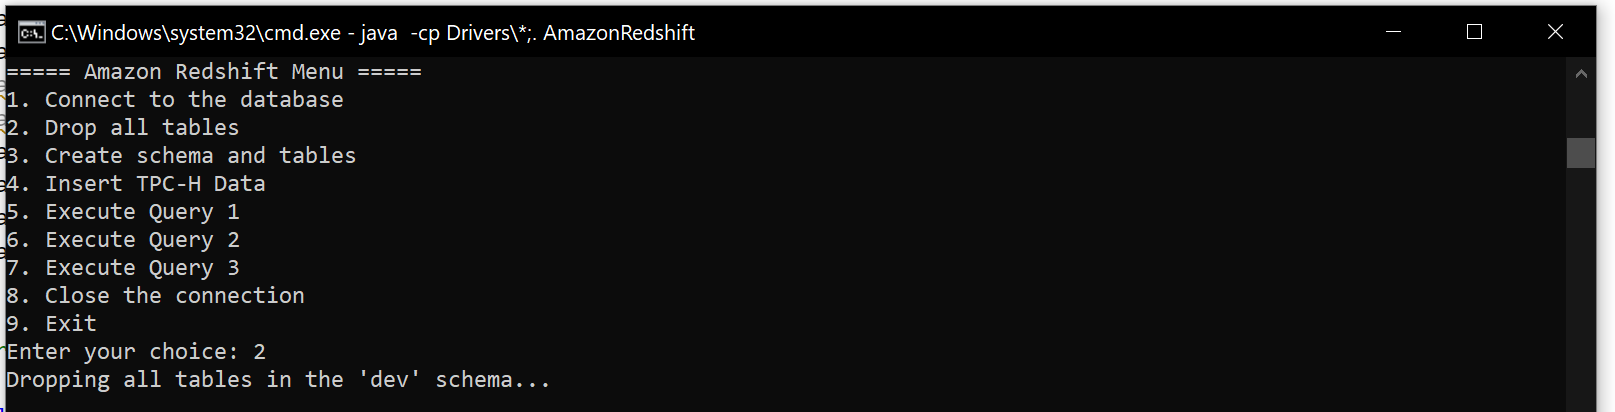 C:\Windows\system32\cmd.exe - java  -cp Drivers\*;. AmazonRedshift
===== Amazon Redshift Menu =====
1. Connect to the database
2. Drop all tables
3. Create schema and tables
4. Insert TPC-H Data
5. Execute Query 1
6. Execute Query 2
7. Execute Query 3
8. Close the connection
9. Exit
Enter your choice: 2
Dropping all tables in the 'dev' schema...